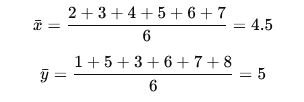 x̄ = (2 + 3 + 4 + 5 + 6 + 7) / 6 = 4.5
ȳ = (1 + 5 + 3 + 6 + 7 + 8) / 6 = 5